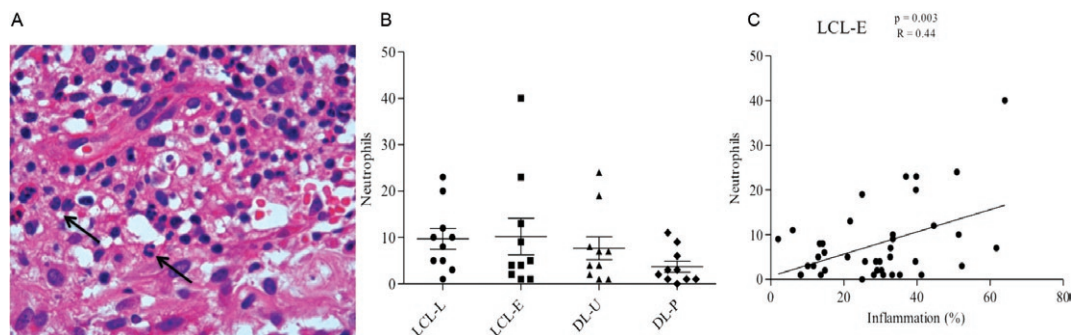 A
B
Neutrophils
50
40
30
20
10
0
LCL-L
LCL-E
DL-U
DL-P
C
LCL-E
p = 0.003
R = 0.44
Neutrophils
50
40
30
20
10
0
0
20
40
60
80
Inflammation (%)